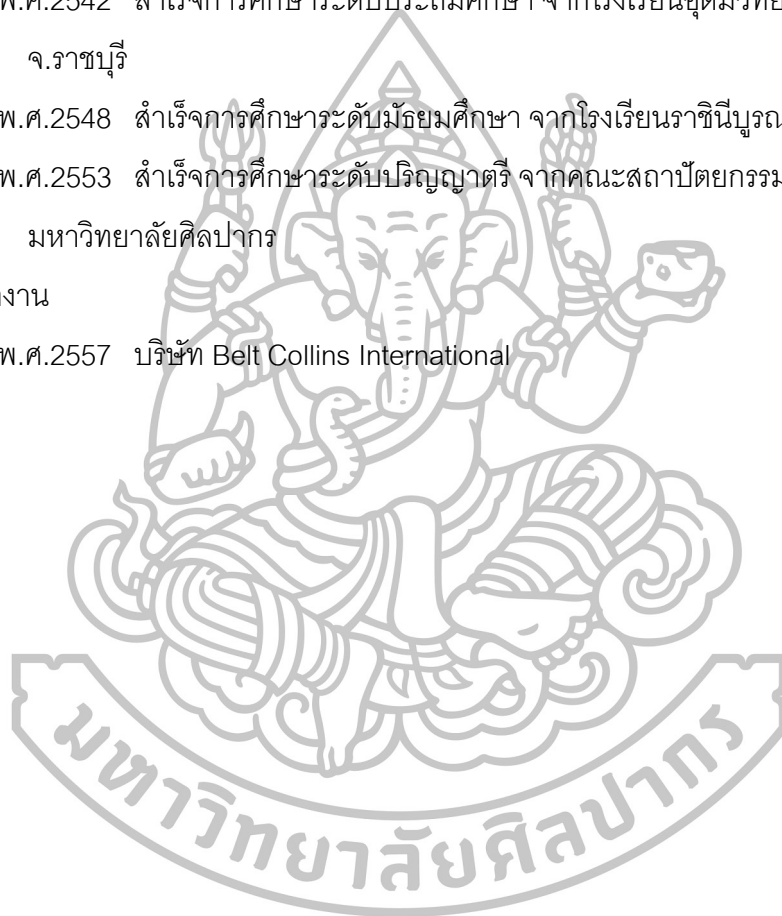 พ.ศ.2542 สำเร็จการศึกษาระดับประถมศึกษา จากโรงเรียนอุดมวิทย
จ.ราชบุรี
พ.ศ.2548 สำเร็จการศึกษาระดับมัธยมศึกษา จากโรงเรียนราชินีบูรณ
พ.ศ.2553 สำเร็จการศึกษาระดับปริญญาตรี จากคณะสถาปัตยกรรม
มหาวิทยาลัยศิลปากร
งาน
พ.ศ.2557 บริษัท Belt Collins International
มหาวิทยาลัยศิลปากร